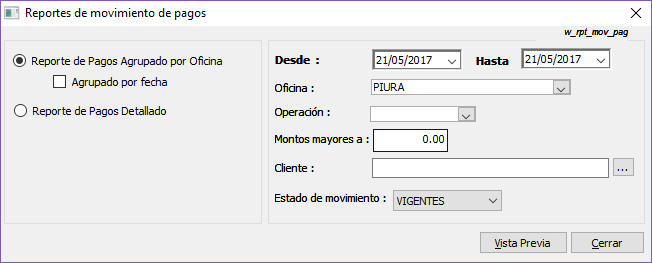 Reportes de movimiento de pagos
w_rpt_mov_pag
Reporte de Pagos Agrupado por Oficina
Agrupado por fecha
Reporte de Pagos Detallado
Desde : 21/05/2017 Hasta 21/05/2017
Oficina : PIURA
Operación :
Montos mayores a : 0.00
Cliente : ...
Estado de movimiento : VIGENTES
Vista Previa Cerrar